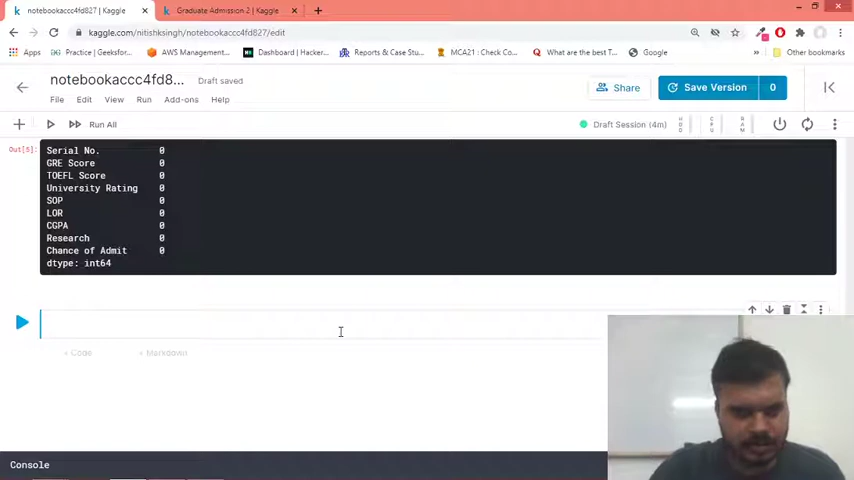 notebookaccc4fd827 | Kaggle
Graduate Admission 2 | Kaggle
kaggle.com/nitishksingh/notebookaccc4fd827/edit
Apps Practice | Geeksfor... AWS Management... Dashboard | Hacker... Reports & Case Stu... MCA21 : Check Co... What are the best T... Google » Other bookmarks
notebookaccc4fd8... Draft saved
File Edit View Run Add-ons Help
Share
Save Version 0
Run All
Draft Session (4m)
HDD
CPU
RAM
Out[5]:
Serial No. 0
GRE Score 0
TOEFL Score 0
University Rating 0
SOP 0
LOR 0
CGPA 0
Research 0
Chance of Admit 0
dtype: int64
+ Code + Markdown
Console